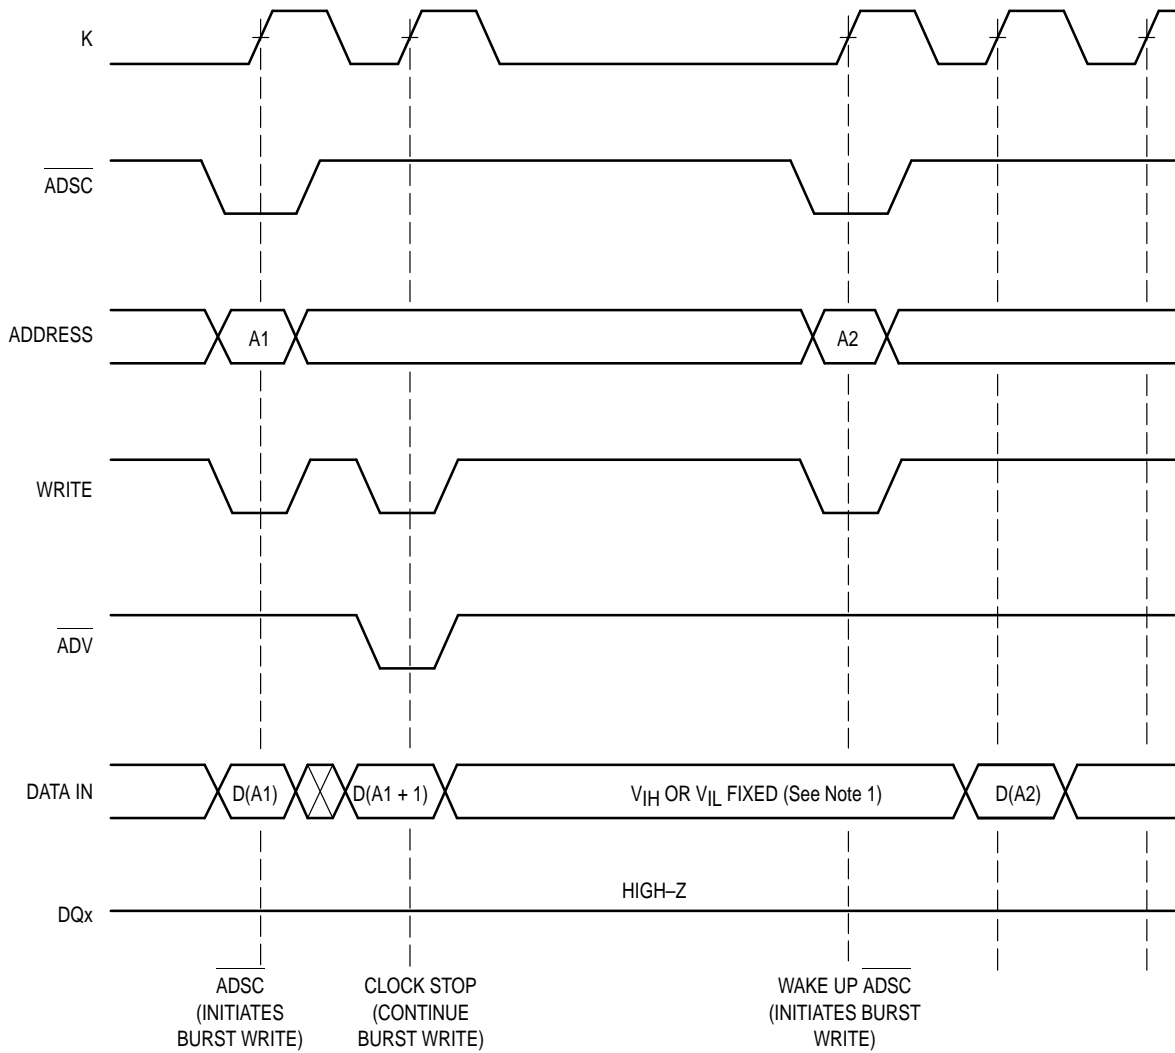 K
ADSC
ADDRESS
A1
A2
WRITE
ADV
DATA IN
D(A1)
D(A1 + 1)
VIH OR VIL FIXED (See Note 1)
D(A2)
HIGH–Z
DQx
ADSC
(INITIATES
BURST WRITE)
CLOCK STOP
(CONTINUE
BURST WRITE)
WAKE UP ADSC
(INITIATES BURST
WRITE)